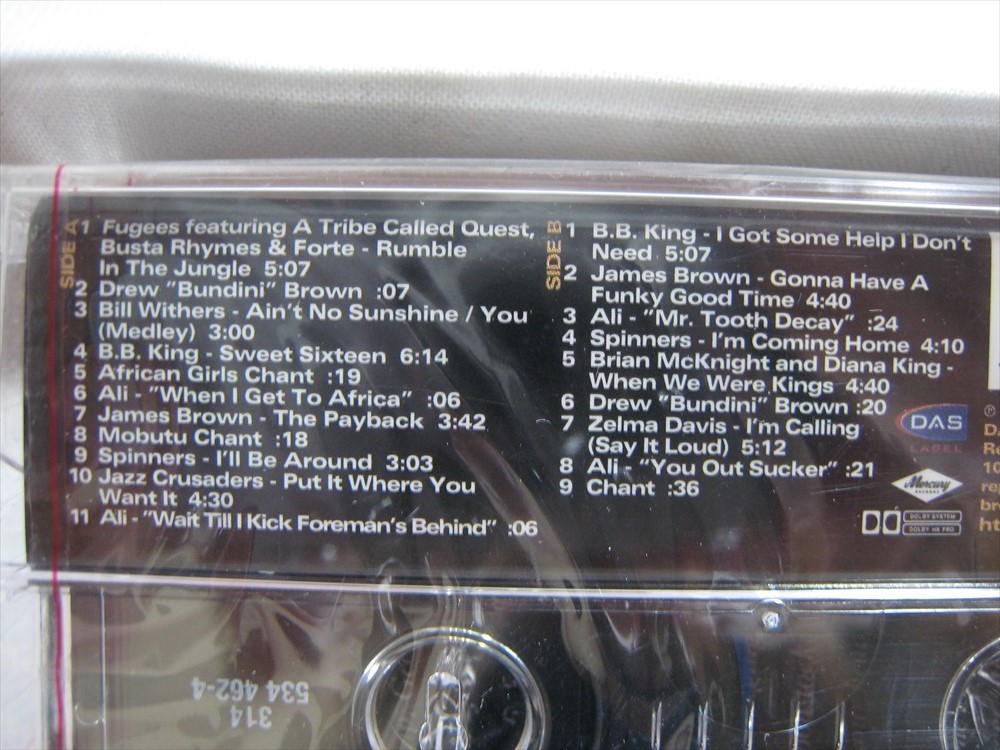 SIDE A
1 Fugees featuring A Tribe Called Quest,
Busta Rhymes & Forte - Rumble
In The Jungle 5:07
2 Drew "Bundini" Brown :07
3 Bill Withers - Ain't No Sunshine / You
(Medley) 3:00
4 B.B. King - Sweet Sixteen 6:14
5 African Girls Chant :19
6 Ali - "When I Get To Africa" :06
7 James Brown - The Payback 3:42
8 Mobutu Chant :18
9 Spinners - I'll Be Around 3:03
10 Jazz Crusaders - Put It Where You
Want It 4:30
11 Ali - "Wait Till I Kick Foreman's Behind" :06
SIDE B
1 B.B. King - I Got Some Help I Don't
Need 5:07
2 James Brown - Gonna Have A
Funky Good Time 4:40
3 Ali - "Mr. Tooth Decay" :24
4 Spinners - I'm Coming Home 4:10
5 Brian McKnight and Diana King -
When We Were Kings 4:40
6 Drew "Bundini" Brown :20
7 Zelma Davis - I'm Calling
(Say It Loud) 5:12
8 Ali - "You Out Sucker" :21
9 Chant :36
DAS
LABEL
Mercury
RECORDS
DOLBY SYSTEM
DOLBY HX PRO
℗
314
534 462-4